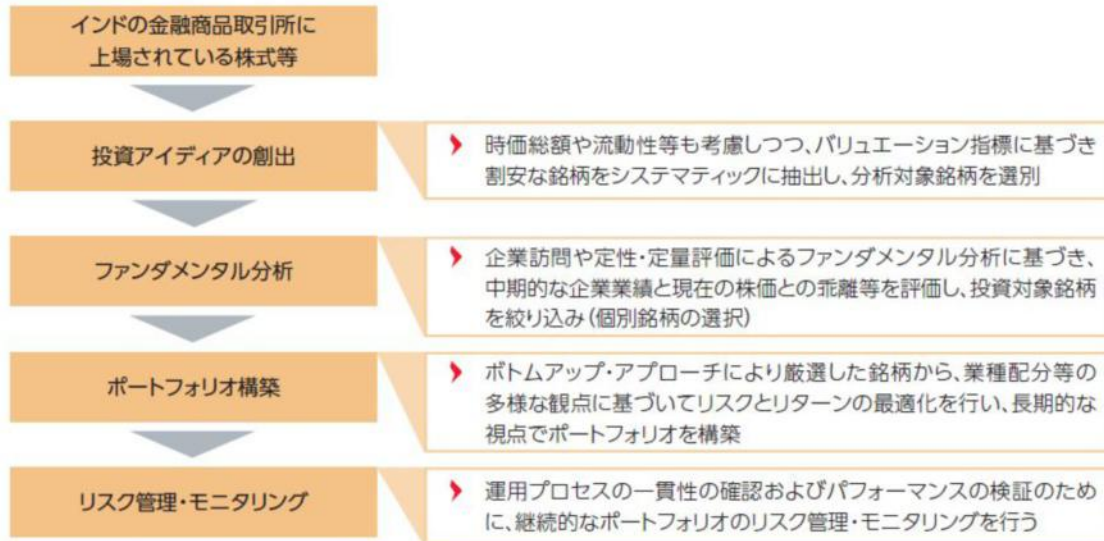 インドの金融商品取引所に
上場されている株式等
投資アイディアの創出
時価総額や流動性等も考慮しつつ、バリュエーション指標に基づき
割安な銘柄をシステマティックに抽出し、分析対象銘柄を選別
ファンダメンタル分析
企業訪問や定性・定量評価によるファンダメンタル分析に基づき、
中期的な企業業績と現在の株価との乖離等を評価し、投資対象銘柄
を絞り込み(個別銘柄の選択)
ポートフォリオ構築
ボトムアップ・アプローチにより厳選した銘柄から、業種配分等の
多様な観点に基づいてリスクとリターンの最適化を行い、長期的な
視点でポートフォリオを構築
リスク管理・モニタリング
運用プロセスの一貫性の確認およびパフォーマンスの検証のため
に、継続的なポートフォリオのリスク管理・モニタリングを行う